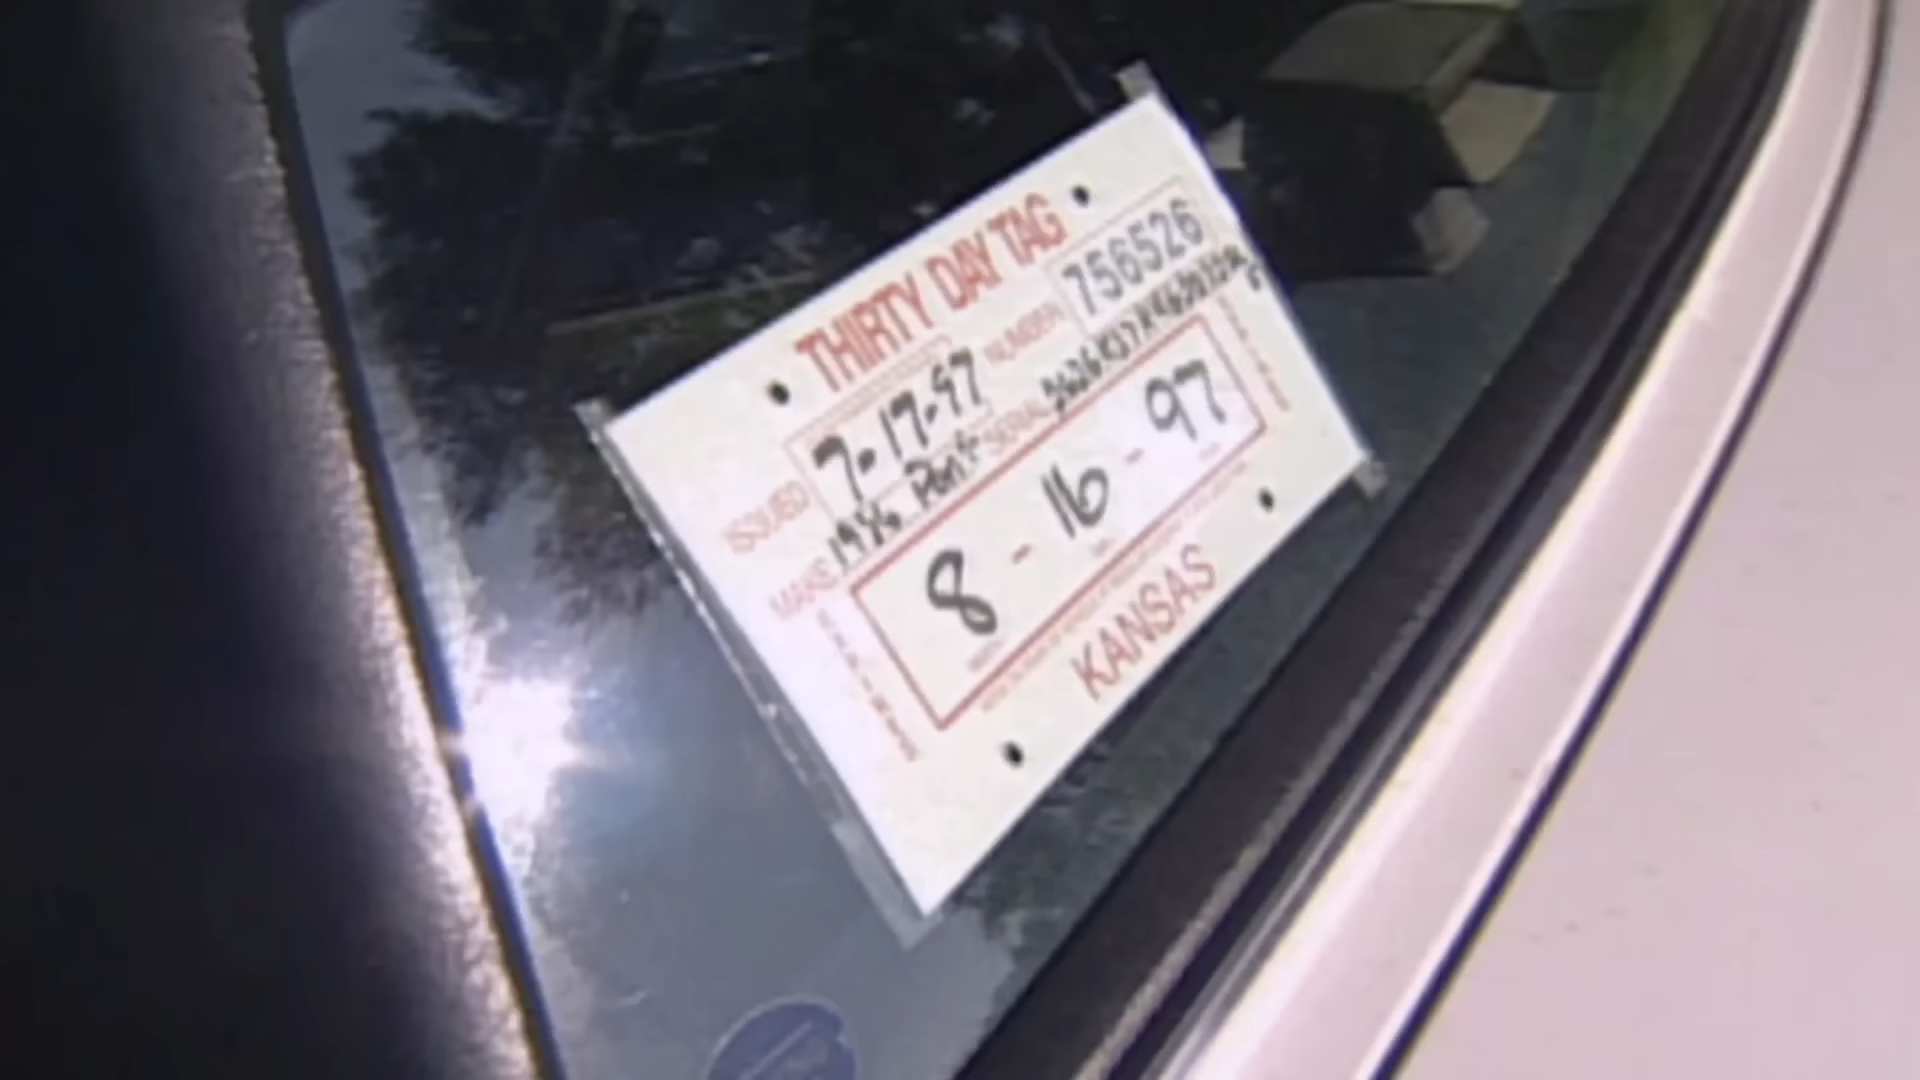 THIRTY DAY TAG
ISSUED 7-17-97 NUMBER 756526
MAKE 1986 Pont SERIAL
8 - 16 - 97
KANSAS